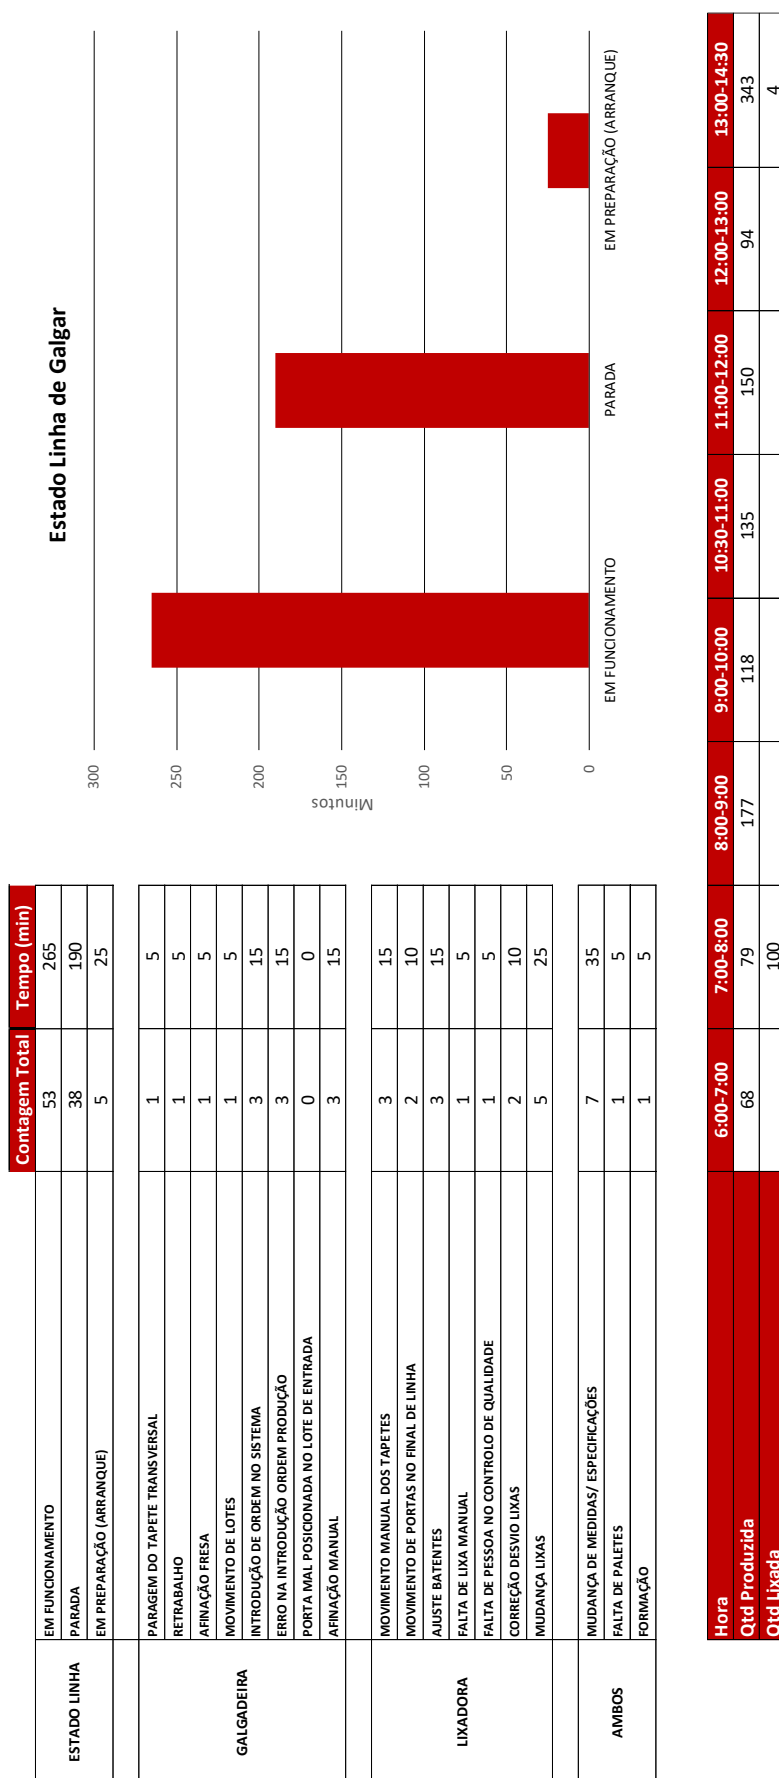 Contagem Total Tempo (min)
ESTADO LINHA
EM FUNCIONAMENTO 53 265
PARADA 38 190
EM PREPARAÇÃO (ARRANQUE) 5 25
GALGADEIRA
PARAGEM DO TAPETE TRANSVERSAL 1 5
RETRABALHO 1 5
AFINAÇÃO FRESA 1 5
MOVIMENTO DE LOTES 1 5
INTRODUÇÃO DE ORDEM NO SISTEMA 3 15
ERRO NA INTRODUÇÃO ORDEM PRODUÇÃO 3 15
PORTA MAL POSICIONADA NO LOTE DE ENTRADA 0 0
AFINAÇÃO MANUAL 3 15
LIXADORA
MOVIMENTO MANUAL DOS TAPETES 3 15
MOVIMENTO DE PORTAS NO FINAL DE LINHA 2 10
AJUSTE BATENTES 3 15
FALTA DE LIXA MANUAL 1 5
FALTA DE PESSOA NO CONTROLO DE QUALIDADE 1 5
CORREÇÃO DESVIO LIXAS 2 10
MUDANÇA LIXAS 5 25
AMBOS
MUDANÇA DE MEDIDAS/ ESPECIFICAÇÕES 7 35
FALTA DE PALETES 1 5
FORMAÇÃO 1 5
Estado Linha de Galgar
300
250
200
150
100
50
0
Minutos
EM FUNCIONAMENTO PARADA EM PREPARAÇÃO (ARRANQUE)
Hora 6:00-7:00 7:00-8:00 8:00-9:00 9:00-10:00 10:30-11:00 11:00-12:00 12:00-13:00 13:00-14:30
Qtd Produzida 68 79 177 118 135 150 94 343
Qtd Lixada 100 4